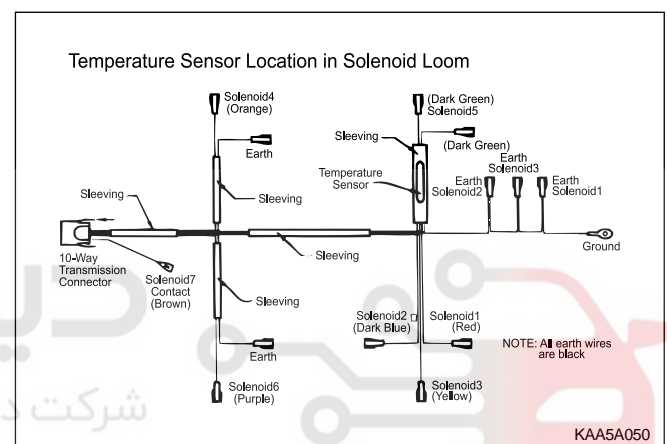 Temperature Sensor Location in Solenoid Loom
Solenoid4
(Orange)
Earth
Sleeving
Sleeving
10-Way
Transmission
Connector
Solenoid7
Contact
(Brown)
Sleeving
Earth
Solenoid6
(Purple)
Sleeving
(Dark Green)
Solenoid5
(Dark Green)
Sleeving
Temperature
Sensor
Earth
Solenoid2
Earth
Solenoid3
Earth
Solenoid1
Ground
Solenoid2
(Dark Blue)
Solenoid1
(Red)
Solenoid3
(Yellow)
NOTE: All earth wires
are black
KAA5A050
شرکت د